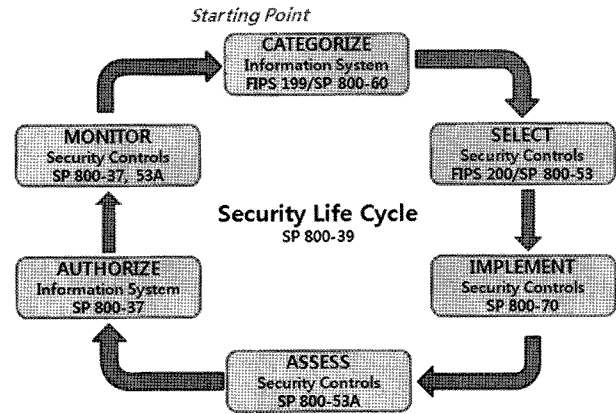 Starting Point
CATEGORIZE
Information System
FIPS 199/SP 800-60
SELECT
Security Controls
FIPS 200/SP 800-53
IMPLEMENT
Security Controls
SP 800-70
ASSESS
Security Controls
SP 800-53A
AUTHORIZE
Information System
SP 800-37
MONITOR
Security Controls
SP 800-37, 53A
Security Life Cycle
SP 800-39